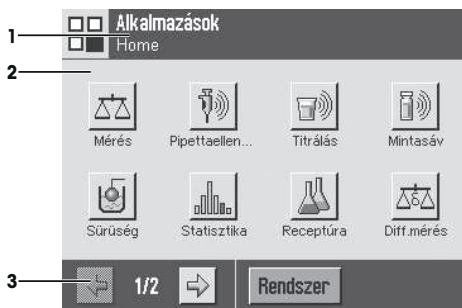 1
Alkalmazások
Home
2
Mérés
Pipettaellen...
Titrálás
Mintasáv
Sürüség
Statisztika
Receptúra
Diff.mérés
3
1/2
Rendszer